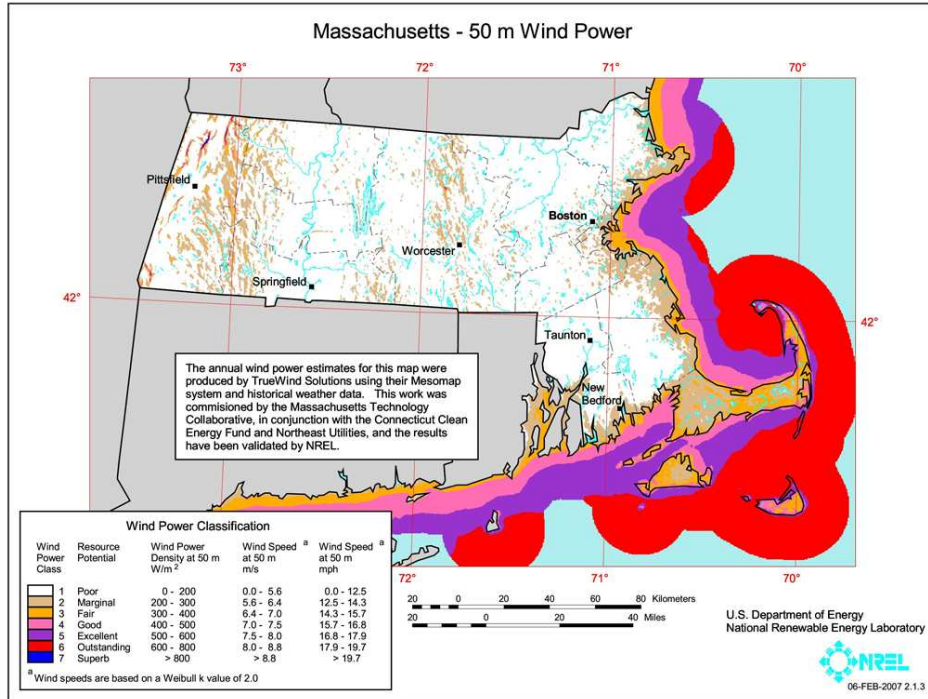 Massachusetts - 50 m Wind Power
73°
72°
71°
70°
Pittsfield
Boston
Worcester
Springfield
42°
42°
Taunton
New
Bedford
The annual wind power estimates for this map were
produced by TrueWind Solutions using their Mesomap
system and historical weather data. This work was
commisioned by the Massachusetts Technology
Collaborative, in conjunction with the Connecticut Clean
Energy Fund and Northeast Utilities, and the results
have been validated by NREL.
Wind Power Classification
Wind Power Class Resource Potential Wind Power Density at 50 m W/m 2 Wind Speed a at 50 m m/s Wind Speed a at 50 m mph
1 Poor 0 - 200 0.0 - 5.6 0.0 - 12.5
2 Marginal 200 - 300 5.6 - 6.4 12.5 - 14.3
3 Fair 300 - 400 6.4 - 7.0 14.3 - 15.7
4 Good 400 - 500 7.0 - 7.5 15.7 - 16.8
5 Excellent 500 - 600 7.5 - 8.0 16.8 - 17.9
6 Outstanding 600 - 800 8.0 - 8.8 17.9 - 19.7
7 Superb > 800 > 8.8 > 19.7
a Wind speeds are based on a Weibull k value of 2.0
72°
71°
70°
20 0 20 40 60 80 Kilometers
20 0 20 40 Miles
U.S. Department of Energy
National Renewable Energy Laboratory
NREL
06-FEB-2007 2.1.3